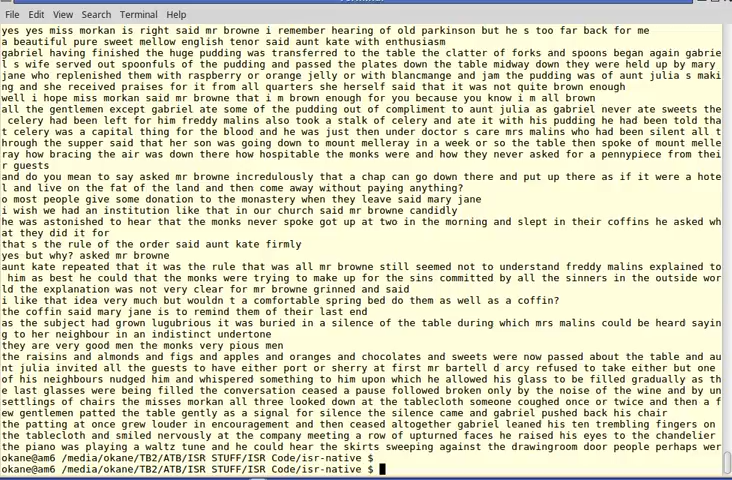 Terminal
File Edit View Search Terminal Help
yes yes miss morkan is right said mr browne i remember hearing of old parkinson but he s too far back for me
a beautiful pure sweet mellow english tenor said aunt kate with enthusiasm
gabriel having finished the huge pudding was transferred to the table the clatter of forks and spoons began again gabrie
l s wife served out spoonfuls of the pudding and passed the plates down the table midway down they were held up by mary
jane who replenished them with raspberry or orange jelly or with blancmange and jam the pudding was of aunt julia s maki
ng and she received praises for it from all quarters she herself said that it was not quite brown enough
well i hope miss morkan said mr browne that i m brown enough for you because you know i m all brown
all the gentlemen except gabriel ate some of the pudding out of compliment to aunt julia as gabriel never ate sweets the
celery had been left for him freddy malins also took a stalk of celery and ate it with his pudding he had been told tha
t celery was a capital thing for the blood and he was just then under doctor s care mrs malins who had been silent all t
hrough the supper said that her son was going down to mount melleray in a week or so the table then spoke of mount melle
ray how bracing the air was down there how hospitable the monks were and how they never asked for a pennypiece from thei
r guests
and do you mean to say asked mr browne incredulously that a chap can go down there and put up there as if it were a hote
l and live on the fat of the land and then come away without paying anything?
o most people give some donation to the monastery when they leave said mary jane
i wish we had an institution like that in our church said mr browne candidly
he was astonished to hear that the monks never spoke got up at two in the morning and slept in their coffins he asked wh
at they did it for
that s the rule of the order said aunt kate firmly
yes but why? asked mr browne
aunt kate repeated that it was the rule that was all mr browne still seemed not to understand freddy malins explained to
him as best he could that the monks were trying to make up for the sins committed by all the sinners in the outside wor
ld the explanation was not very clear for mr browne grinned and said
i like that idea very much but wouldn t a comfortable spring bed do them as well as a coffin?
the coffin said mary jane is to remind them of their last end
as the subject had grown lugubrious it was buried in a silence of the table during which mrs malins could be heard sayin
g to her neighbour in an indistinct undertone
they are very good men the monks very pious men
the raisins and almonds and figs and apples and oranges and chocolates and sweets were now passed about the table and au
nt julia invited all the guests to have either port or sherry at first mr bartell d arcy refused to take either but one
of his neighbours nudged him and whispered something to him upon which he allowed his glass to be filled gradually as th
e last glasses were being filled the conversation ceased a pause followed broken only by the noise of the wine and by un
settlings of chairs the misses morkan all three looked down at the tablecloth someone coughed once or twice and then a f
ew gentlemen patted the table gently as a signal for silence the silence came and gabriel pushed back his chair
the patting at once grew louder in encouragement and then ceased altogether gabriel leaned his ten trembling fingers on
the tablecloth and smiled nervously at the company meeting a row of upturned faces he raised his eyes to the chandelier
the piano was playing a waltz tune and he could hear the skirts sweeping against the drawingroom door people perhaps wer
okane@am6 /media/okane/TB2/ATB/ISR STUFF/ISR Code/isr-native $
okane@am6 /media/okane/TB2/ATB/ISR STUFF/ISR Code/isr-native $